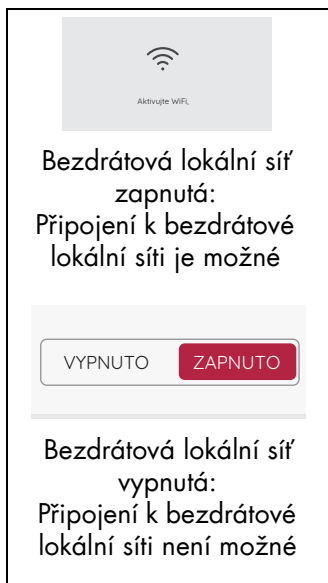 Aktivujte WiFi,
Bezdrátová lokální síť
zapnutá:
Připojení k bezdrátové
lokální síti je možné
VYPNUTO ZAPNUTO
Bezdrátová lokální síť
vypnutá:
Připojení k bezdrátové
lokální síti není možné